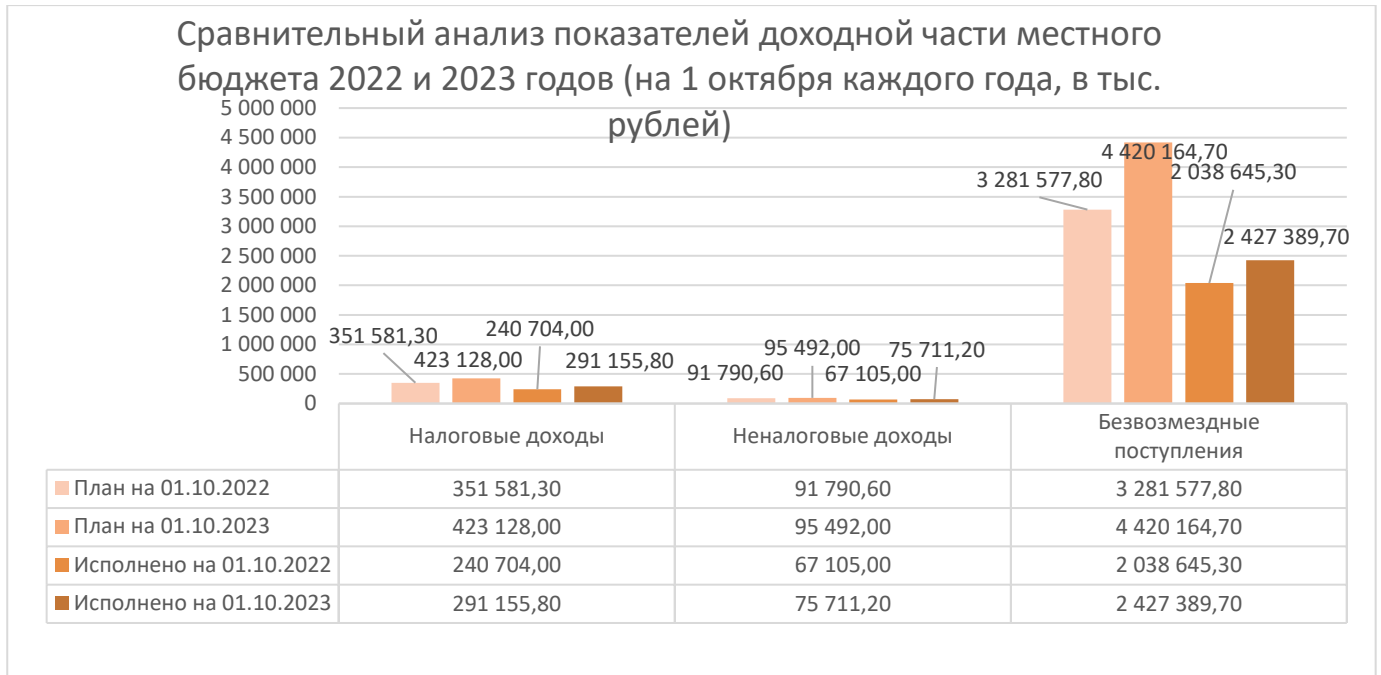 Сравнительный анализ показателей доходной части местного
бюджета 2022 и 2023 годов (на 1 октября каждого года, в тыс.
рублей)
5 000 000
4 500 000
4 000 000
3 500 000
3 000 000
2 500 000
2 000 000
1 500 000
1 000 000
500 000
0
351 581,30
423 128,00
240 704,00
291 155,80
91 790,60
95 492,00
67 105,00
75 711,20
3 281 577,80
4 420 164,70
2 038 645,30
2 427 389,70
Налоговые доходы
Неналоговые доходы
Безвозмездные
поступления
План на 01.10.2022 351 581,30 91 790,60 3 281 577,80
План на 01.10.2023 423 128,00 95 492,00 4 420 164,70
Исполнено на 01.10.2022 240 704,00 67 105,00 2 038 645,30
Исполнено на 01.10.2023 291 155,80 75 711,20 2 427 389,70